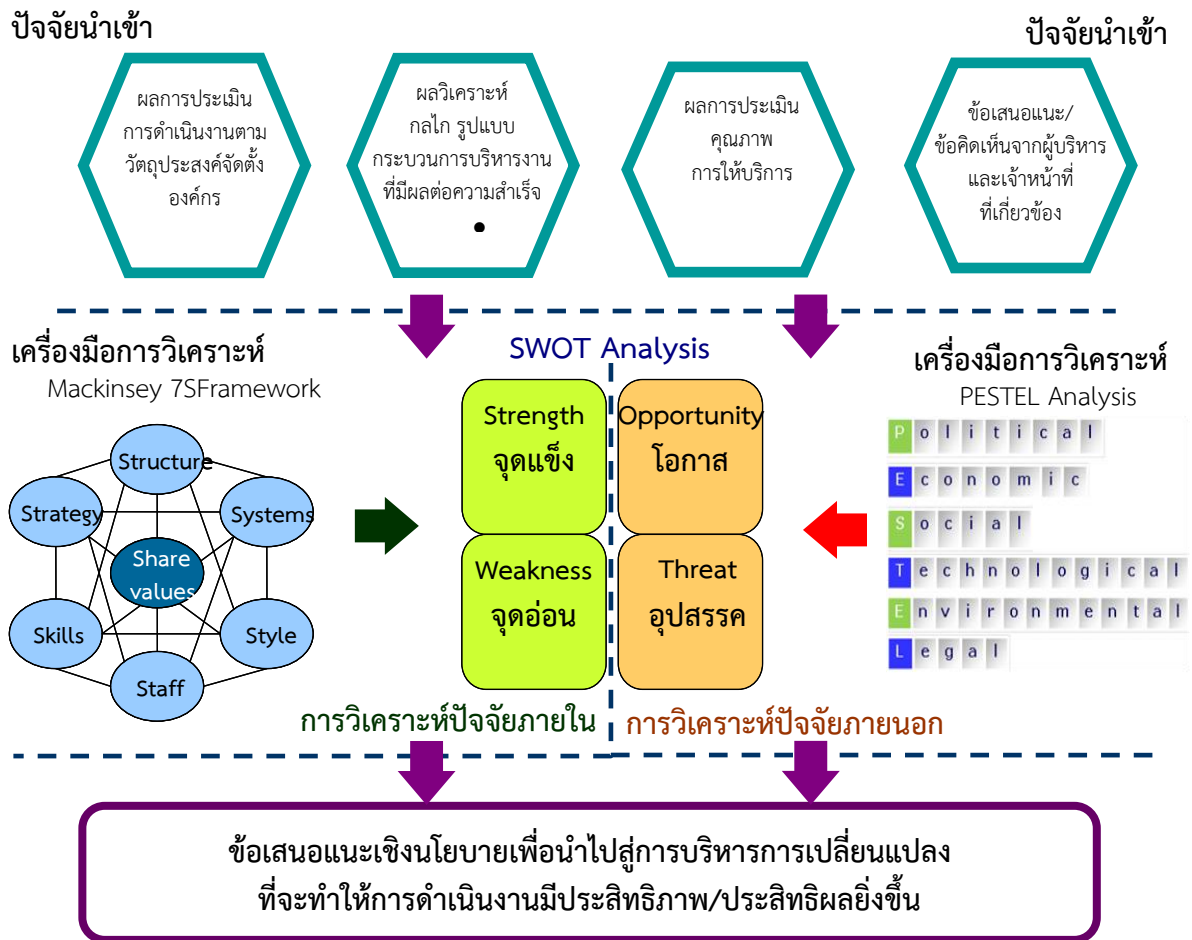 ปัจจัยนำเข้า
ปัจจัยนำเข้า
ผลการประเมิน
การดำเนินงานตาม
วัตถุประสงค์จัดตั้ง
องค์กร
ผลวิเคราะห์
กลไก รูปแบบ
กระบวนการบริหารงาน
ที่มีผลต่อความสำเร็จ
•
ผลการประเมิน
คุณภาพ
การให้บริการ
ข้อเสนอแนะ/
ข้อคิดเห็นจากผู้บริหาร
และเจ้าหน้าที่
ที่เกี่ยวข้อง
เครื่องมือการวิเคราะห์
Mackinsey 7SFramework
Structure
Strategy
Systems
Share
values
Skills
Style
Staff
SWOT Analysis
Strength
จุดแข็ง
Opportunity
โอกาส
Weakness
จุดอ่อน
Threat
อุปสรรค
เครื่องมือการวิเคราะห์
PESTEL Analysis
Political
Economic
Social
Technological
Environmental
Legal
การวิเคราะห์ปัจจัยภายใน
การวิเคราะห์ปัจจัยภายนอก
ข้อเสนอแนะเชิงนโยบายเพื่อนำไปสู่การบริหารการเปลี่ยนแปลง
ที่จะทำให้การดำเนินงานมีประสิทธิภาพ/ประสิทธิผลยิ่งขึ้น